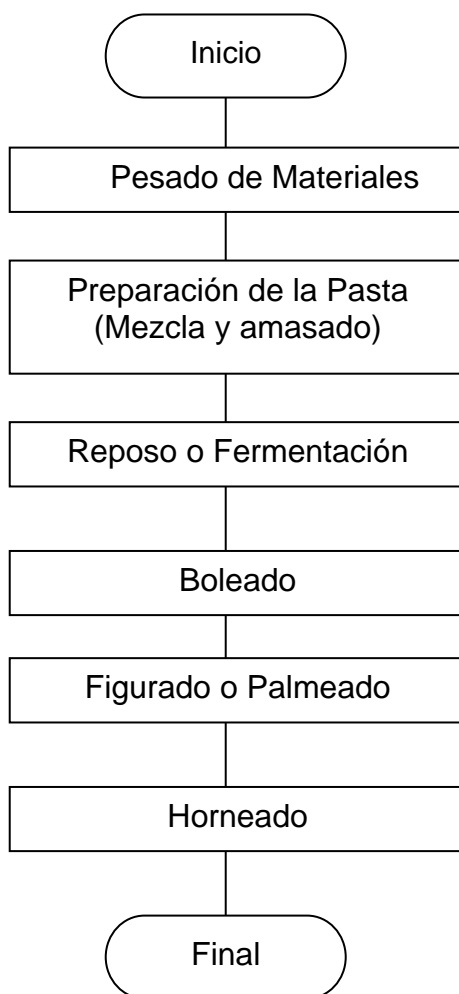 Inicio
Pesado de Materiales
Preparación de la Pasta
(Mezcla y amasado)
Reposo o Fermentación
Boleado
Figurado o Palmeado
Horneado
Final